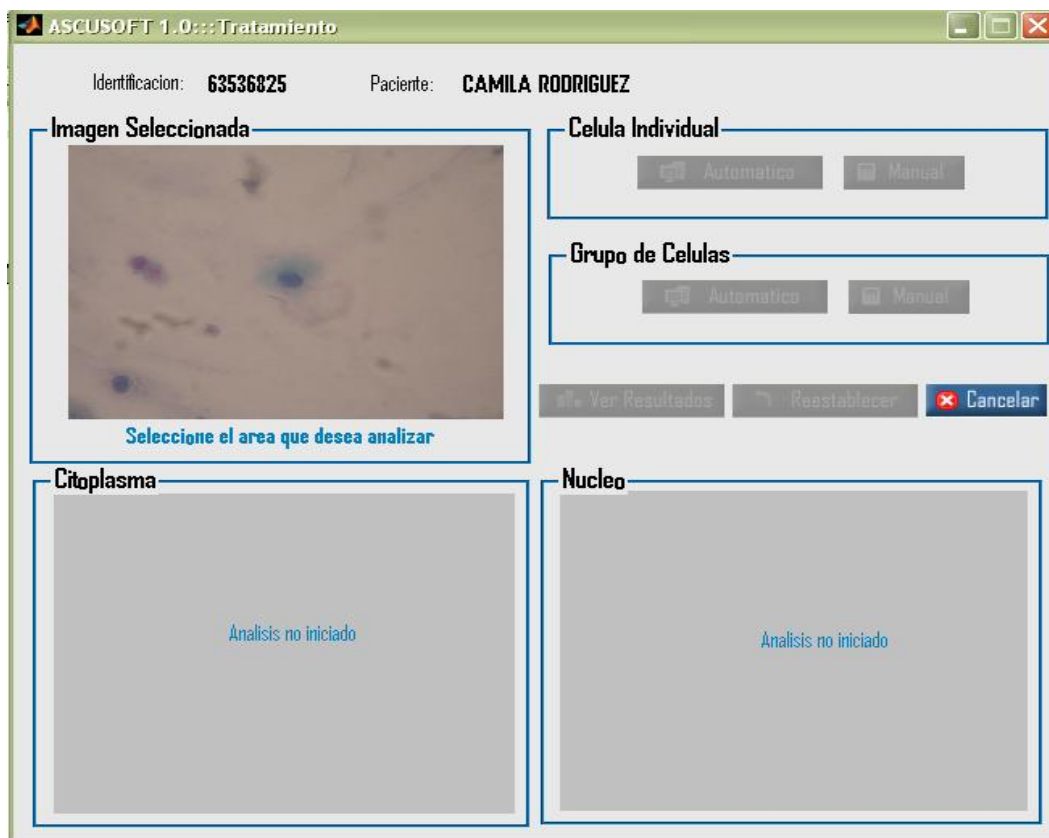 ASCUSOFT 1.0:::Tratamiento
Identificacion: 63536825 Paciente: CAMILA RODRIGUEZ
Imagen Seleccionada
Seleccione el area que desea analizar
Celula Individual
Automatico Manual
Grupo de Celulas
Automatico Manual
Ver Resultados Reestablecer Cancelar
Citoplasma
Analisis no iniciado
Nucleo
Analisis no iniciado